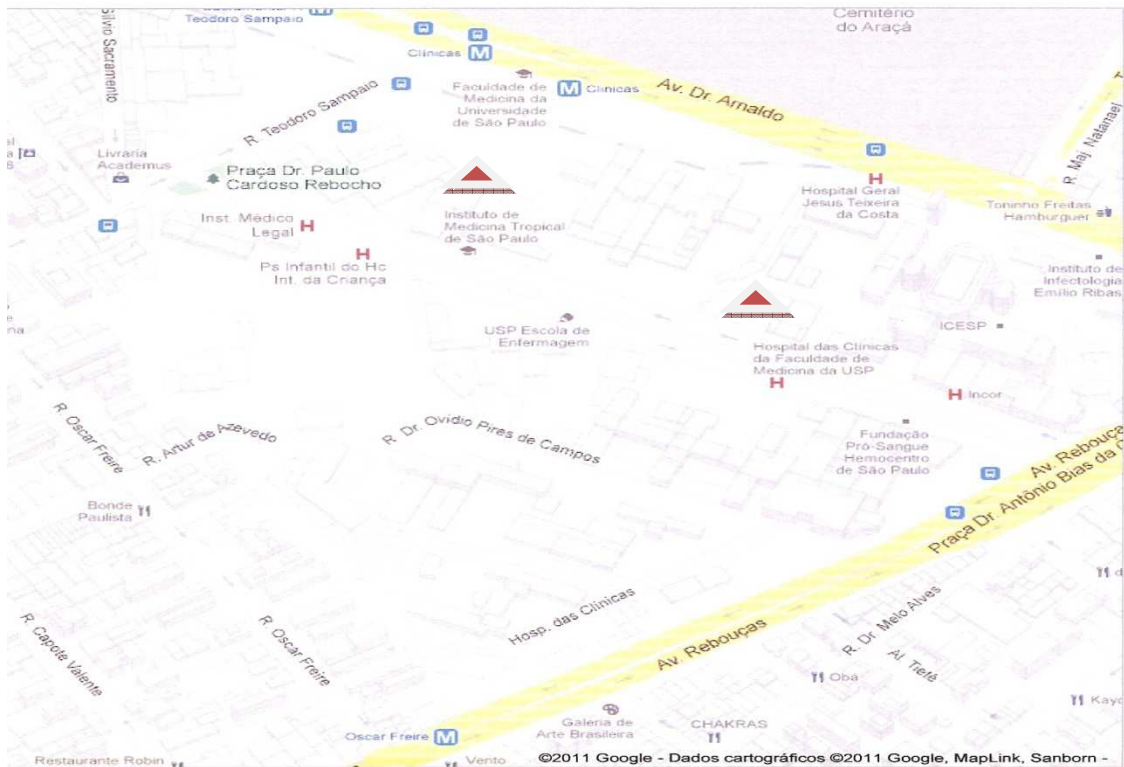 Teodoro Sampaio
Clínicas
Cemitério
do Araçá
Sílvio Sacramento
Faculdade de
Medicina da
Universidade
de São Paulo
Clínicas
Av. Dr. Arnaldo
R. Teodoro Sampaio
R. Maj Natanael
Livraria
Academus
Praça Dr. Paulo
Cardoso Rebocho
Hospital Geral
Jesus Teixeira
da Costa
Toninho Freitas
Hamburguer
Inst. Médico
Legal
Instituto de
Medicina Tropical
de São Paulo
Ps Infantil do Hc
Int. da Criança
Instituto de
Infectologia
Emílio Ribas
USP Escola de
Enfermagem
ICESP
Hospital das Clínicas
da Faculdade de
Medicina da USP
Incor
R. Oscar Freire
R. Artur de Azevedo
R. Dr. Ovídio Pires de Campos
Fundação
Pró-Sangue
Hemocentro
de São Paulo
Av. Rebouças
Praça Dr. Antônio Bias da
Bonde
Paulista
Hosp. das Clínicas
R. Capote Valente
R. Oscar Freire
Av. Rebouças
R. Dr. Melo Alves
Al Tietê
Oba
Kayo
Galeria de
Arte Brasileira
CHAKRAS
Oscar Freire
Restaurante Robin
Vento
©2011 Google - Dados cartográficos ©2011 Google, MapLink, Sanborn -